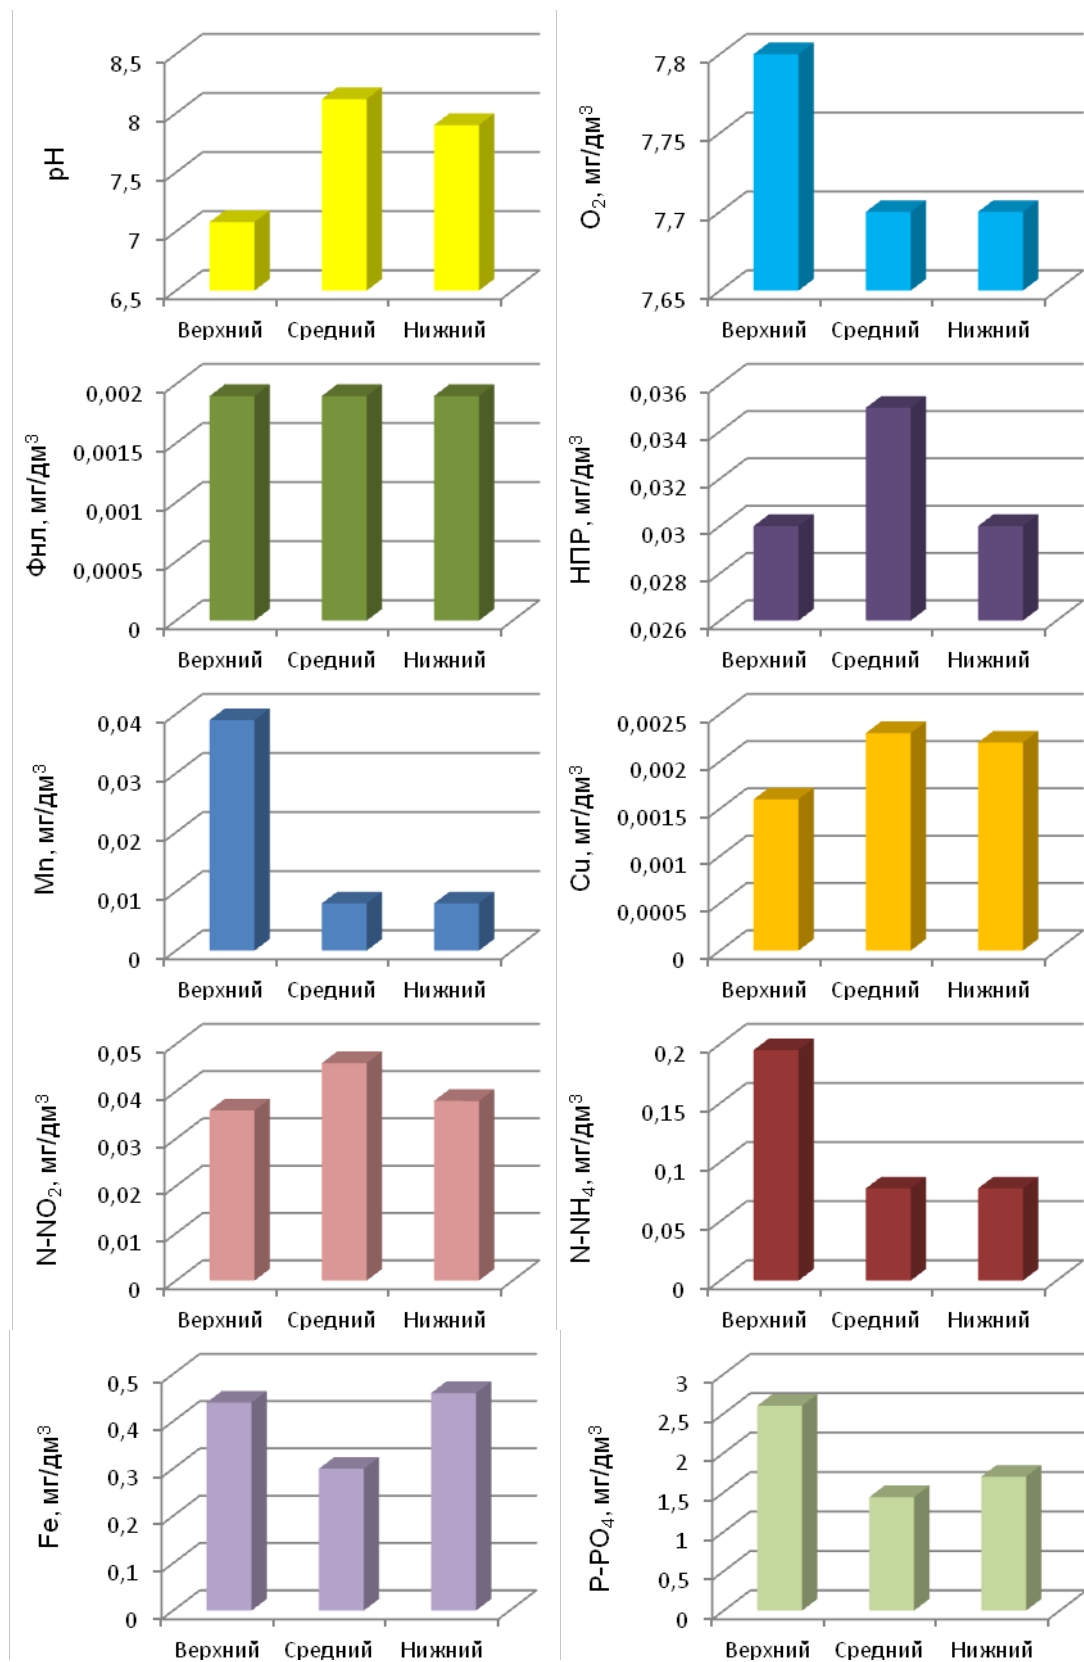 pH
8,5
8
7,5
7
6,5
Верхний Средний Нижний
O₂, мг/дм³
7,8
7,75
7,7
7,65
Верхний Средний Нижний
Фнл, мг/дм³
0,002
0,0015
0,001
0,0005
0
Верхний Средний Нижний
НПР, мг/дм³
0,036
0,034
0,032
0,03
0,028
0,026
Верхний Средний Нижний
Mn, мг/дм³
0,04
0,03
0,02
0,01
0
Верхний Средний Нижний
Cu, мг/дм³
0,0025
0,002
0,0015
0,001
0,0005
0
Верхний Средний Нижний
N-NO₂, мг/дм³
0,05
0,04
0,03
0,02
0,01
0
Верхний Средний Нижний
N-NH₄, мг/дм³
0,2
0,15
0,1
0,05
0
Верхний Средний Нижний
Fe, мг/дм³
0,5
0,4
0,3
0,2
0,1
0
Верхний Средний Нижний
P-PO₄, мг/дм³
3
2,5
2
1,5
1
0,5
0
Верхний Средний Нижний